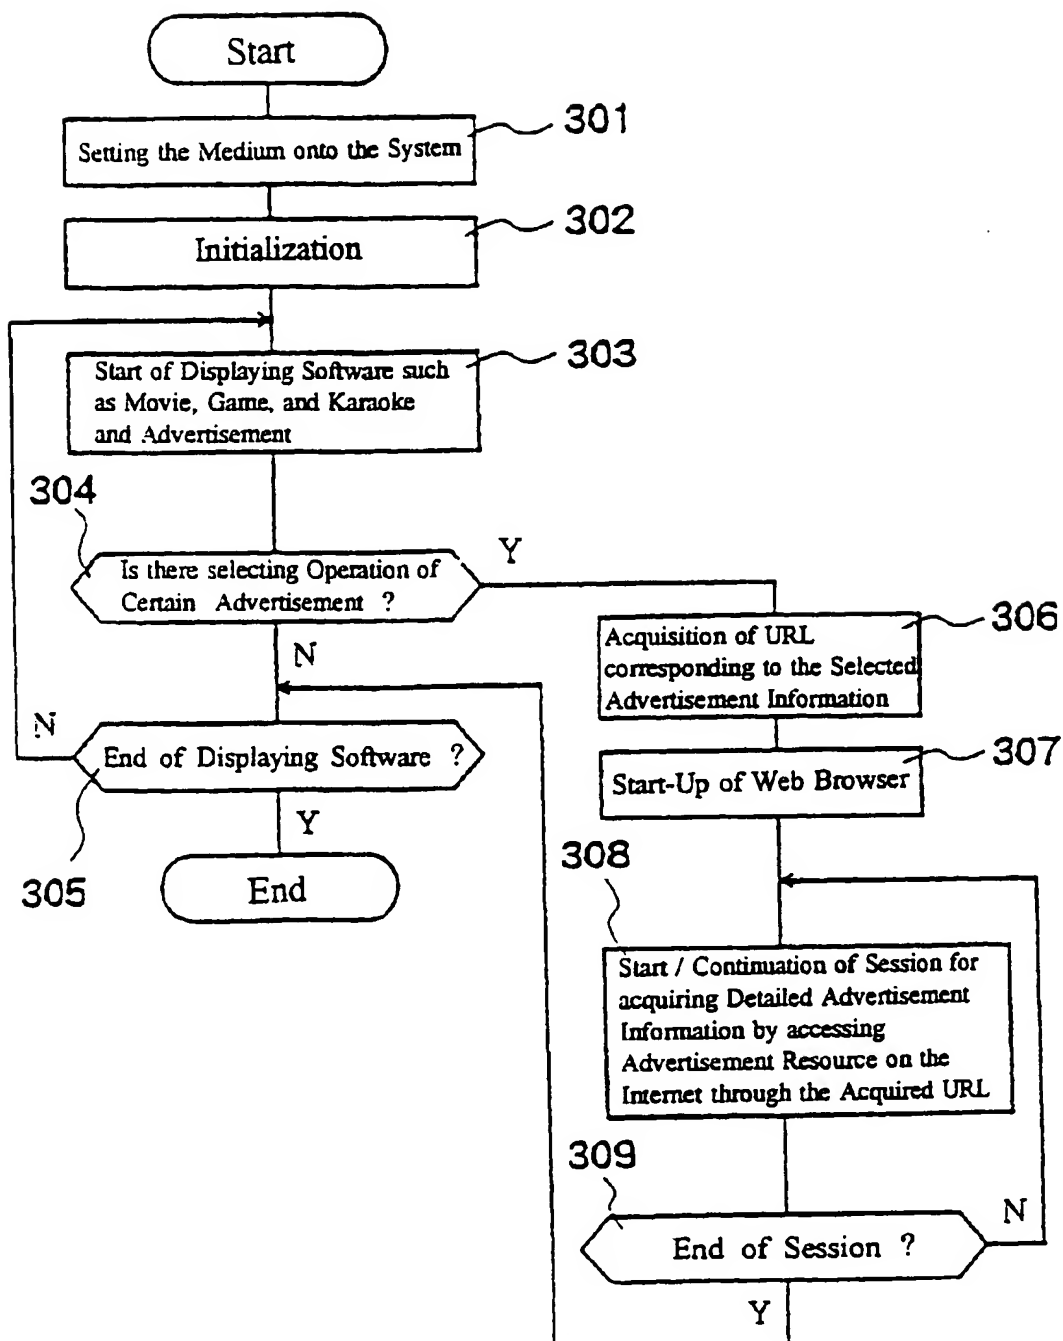 Start
301
Setting the Medium onto the System
302
Initialization
303
Start of Displaying Software such
as Movie, Game, and Karaoke
and Advertisement
304
Is there selecting Operation of
Certain Advertisement ?
Y
N
306
Acquisition of URL
corresponding to the Selected
Advertisement Information
N
End of Displaying Software ?
Y
305
End
307
Start-Up of Web Browser
308
Start / Continuation of Session for
acquiring Detailed Advertisement
Information by accessing
Advertisement Resource on the
Internet through the Acquired URL
309
End of Session ?
N
Y